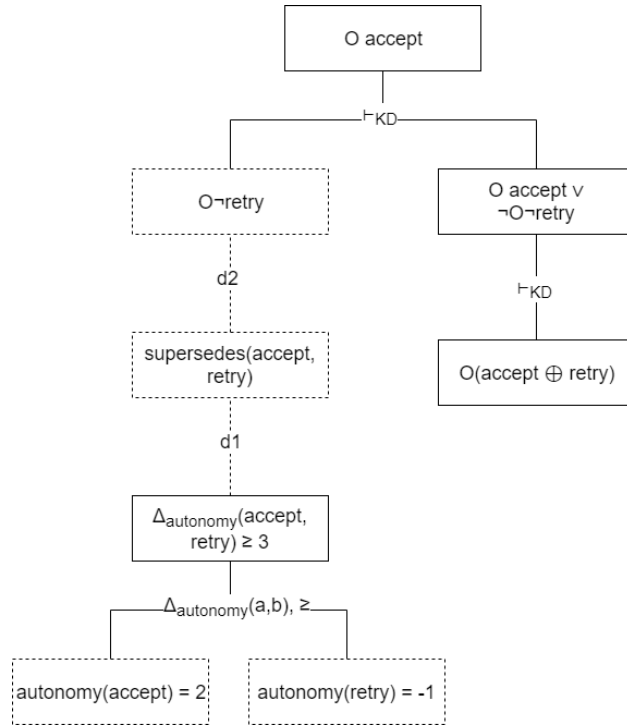 O accept
⊢KD
O¬retry
O accept ∨
¬O¬retry
d2
⊢KD
supersedes(accept,
retry)
O(accept ⊕ retry)
d1
Δautonomy(accept,
retry) ≥ 3
Δautonomy(a,b), ≥
autonomy(accept) = 2
autonomy(retry) = -1